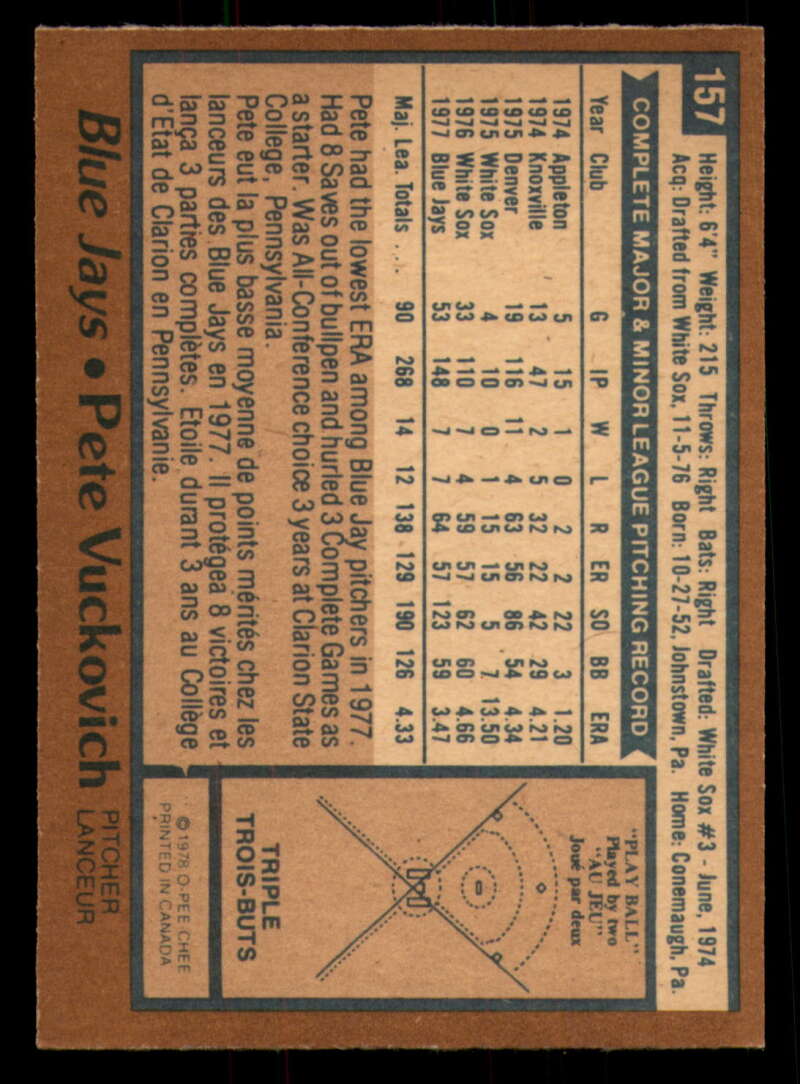 157
Height: 6'4" Weight: 215 Throws: Right Bats: Right Drafted: White Sox #3 - June, 1974
Acq: Drafted from White Sox, 11-5-76 Born: 10-27-52, Johnstown, Pa. Home: Conemaugh, Pa.
COMPLETE MAJOR & MINOR LEAGUE PITCHING RECORD
Year Club G IP W L R ER SO BB ERA
1974 Appleton 5 15 1 0 2 2 22 3 1.20
1974 Knoxville 13 47 2 5 32 22 42 29 4.21
1975 Denver 19 116 11 4 63 56 86 54 4.34
1975 White Sox 4 10 0 1 15 15 5 7 13.50
1976 White Sox 33 110 7 4 59 57 62 60 4.66
1977 Blue Jays 53 148 7 7 64 57 123 59 3.47
Maj. Lea. Totals ... 90 268 14 12 138 129 190 126 4.33
Pete had the lowest ERA among Blue Jay pitchers in 1977.
Had 8 Saves out of bullpen and hurled 3 Complete Games as
a starter. Was All-Conference choice 3 years at Clarion State
College, Pennsylvania.
Pete eut la plus basse moyenne de points mérités chez les
lanceurs des Blue Jays en 1977. Il protégea 8 victoires et
lança 3 parties complètes. Etoile durant 3 ans au Collège
d'Etat de Clarion en Pennsylvanie.
"PLAY BALL"
Played by two
"AU JEU"
Joué par deux
TRIPLE
TROIS-BUTS
© 1978 O-PEE CHEE
PRINTED IN CANADA
Blue Jays • Pete Vuckovich PITCHER
LANCEUR